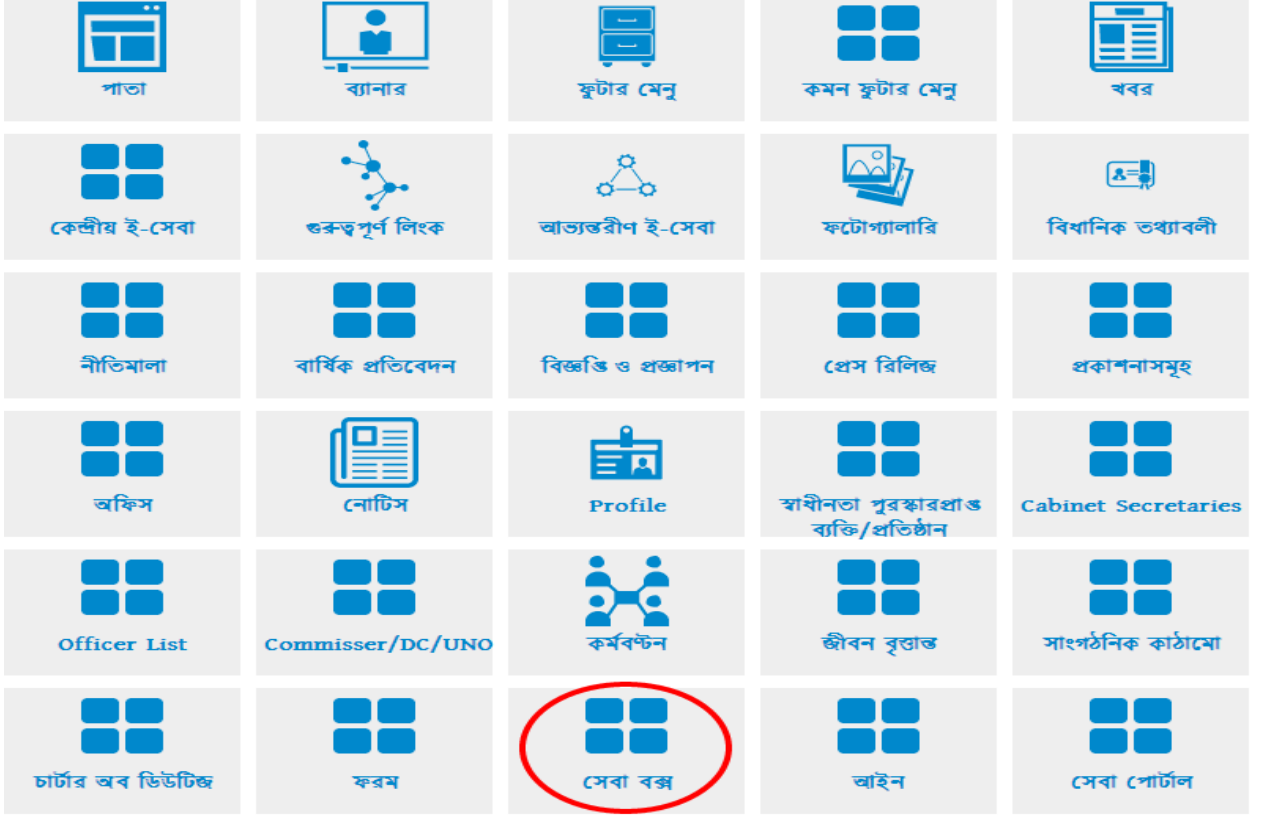 পাতা
ব্যানার
ফুটার মেনু
কমন ফুটার মেনু
খবর
কেন্দ্রীয় ই-সেবা
গুরুত্বপূর্ণ লিংক
আভ্যন্তরীণ ই-সেবা
ফটোগ্যালারি
বিধানিক তথ্যাবলী
নীতিমালা
বার্ষিক প্রতিবেদন
বিজ্ঞপ্তি ও প্রজ্ঞাপন
প্রেস রিলিজ
প্রকাশনাসমূহ
অফিস
নোটিস
Profile
স্বাধীনতা পুরস্কারপ্রাপ্ত
ব্যক্তি/প্রতিষ্ঠান
Cabinet Secretaries
Officer List
Commisser/DC/UNO
কর্মবণ্টন
জীবন বৃত্তান্ত
সাংগঠনিক কাঠামো
চার্টার অব ডিউটিজ
ফরম
সেবা বক্স
আইন
সেবা পোর্টাল